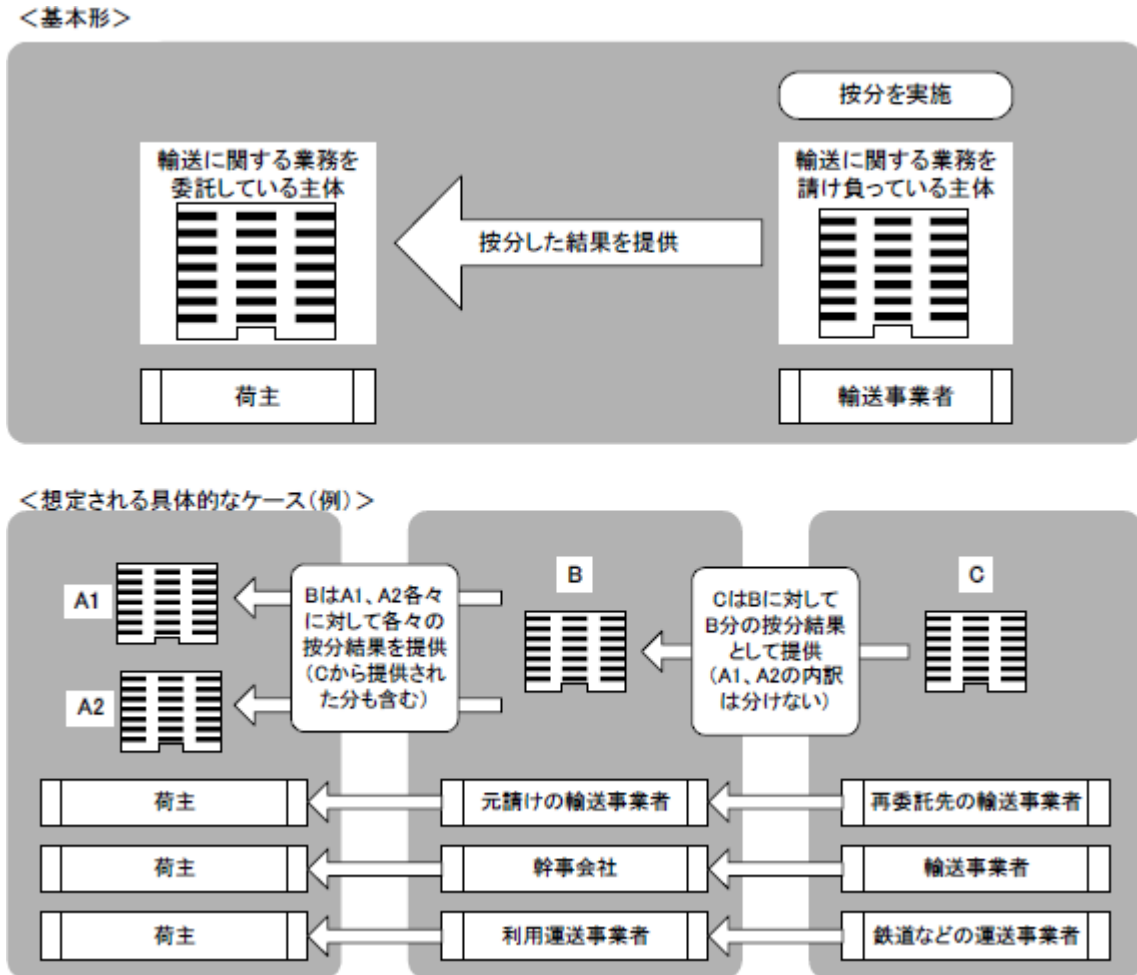 ＜基本形＞
按分を実施
輸送に関する業務を
委託している主体
輸送に関する業務を
請け負っている主体
按分した結果を提供
荷主
輸送事業者
＜想定される具体的なケース(例)＞
A1
A2
BはA1、A2各々
に対して各々の
按分結果を提供
(Cから提供され
た分も含む)
B
CはBに対して
B分の按分結果
として提供
(A1、A2の内訳
は分けない)
C
荷主
元請けの輸送事業者
再委託先の輸送事業者
荷主
幹事会社
輸送事業者
荷主
利用運送事業者
鉄道などの運送事業者